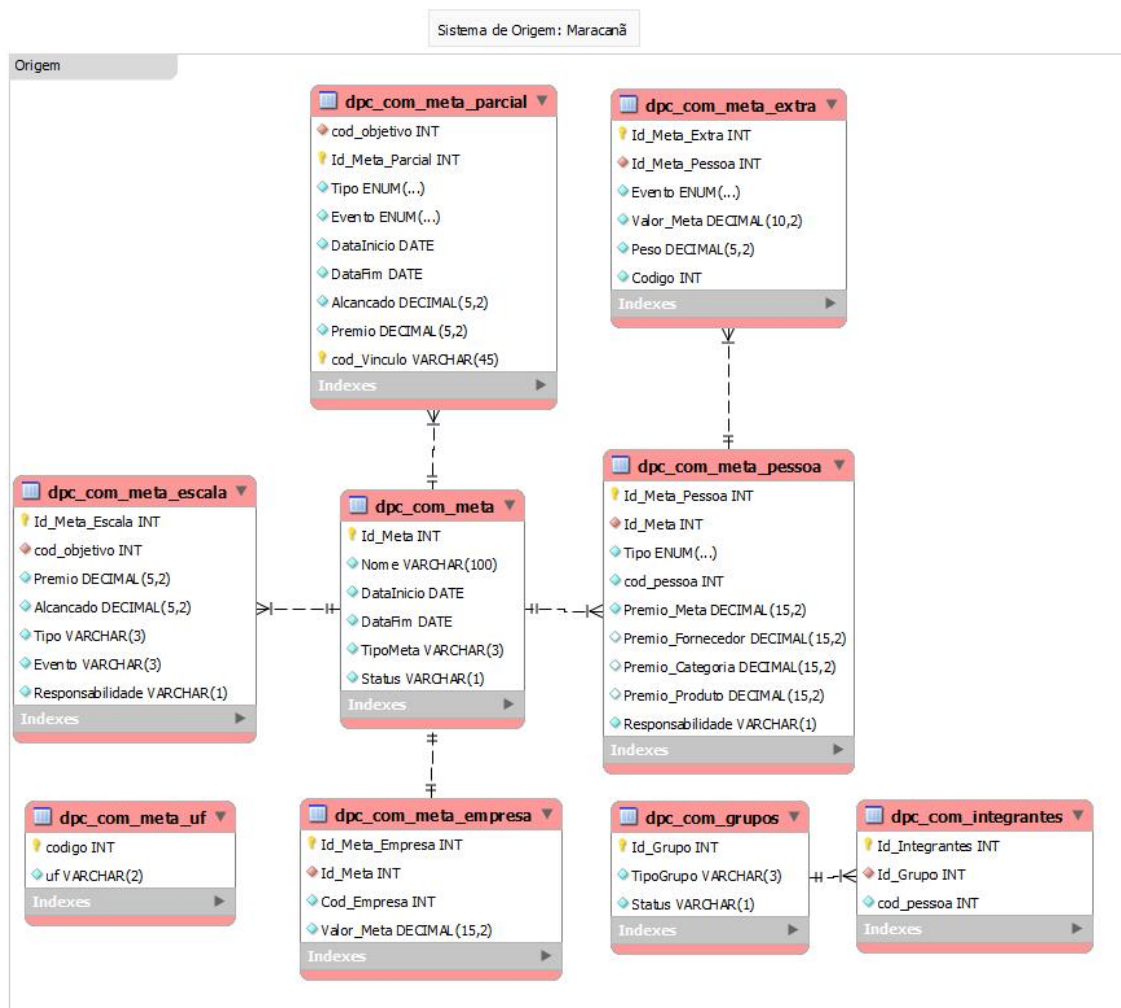 Sistema de Origem: Maracanã
Origem
dpc_com_meta_parcial
cod_objetivo INT
Id_Meta_Parcial INT
Tipo ENUM(...)
Evento ENUM(...)
DataInicio DATE
DataFim DATE
Alcancado DECIMAL(5,2)
Premio DECIMAL(5,2)
cod_Vinculo VARCHAR(45)
Indexes
dpc_com_meta_extra
Id_Meta_Extra INT
Id_Meta_Pessoa INT
Evento ENUM(...)
Valor_Meta DECIMAL(10,2)
Peso DECIMAL(5,2)
Codigo INT
Indexes
dpc_com_meta_escala
Id_Meta_Escala INT
cod_objetivo INT
Premio DECIMAL(5,2)
Alcancado DECIMAL(5,2)
Tipo VARCHAR(3)
Evento VARCHAR(3)
Responsabilidade VARCHAR(1)
Indexes
dpc_com_meta
Id_Meta INT
Nome VARCHAR(100)
DataInicio DATE
DataFim DATE
TipoMeta VARCHAR(3)
Status VARCHAR(1)
Indexes
dpc_com_meta_pessoa
Id_Meta_Pessoa INT
Id_Meta INT
Tipo ENUM(...)
cod_pessoa INT
Premio_Meta DECIMAL(15,2)
Premio_Fornecedor DECIMAL(15,2)
Premio_Categoria DECIMAL(15,2)
Premio_Produto DECIMAL(15,2)
Responsabilidade VARCHAR(1)
Indexes
dpc_com_meta_uf
codigo INT
uf VARCHAR(2)
Indexes
dpc_com_meta_empresa
Id_Meta_Empresa INT
Id_Meta INT
Cod_Empresa INT
Valor_Meta DECIMAL(15,2)
Indexes
dpc_com_grupos
Id_Grupo INT
TipoGrupo VARCHAR(3)
Status VARCHAR(1)
Indexes
dpc_com_integrantes
Id_Integrantes INT
Id_Grupo INT
cod_pessoa INT
Indexes